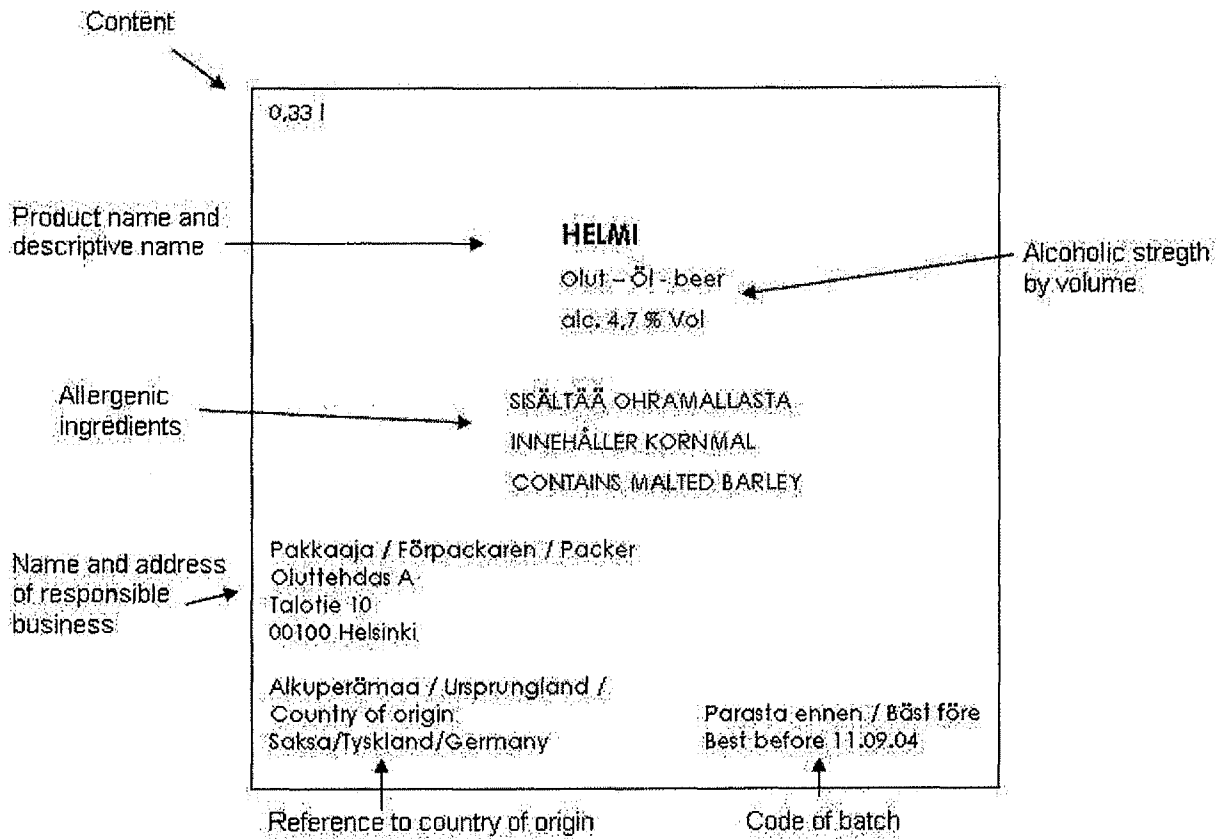 Content
0,33 l
Product name and
descriptive name
HELMI
Olut – Öl - beer
alc. 4,7 % Vol
Alcoholic stregth
by volume
Allergenic
ingredients
SISÄLTÄÄ OHRAMALLASTA
INNEHÅLLER KORNMAL
CONTAINS MALTED BARLEY
Name and address
of responsible
business
Pakkaaja / Förpackaren / Packer
Oluttehdas A
Talotie 10
00100 Helsinki
Alkuperämaa / Ursprungland /
Country of origin
Saksa/Tyskland/Germany
Parasta ennen / Bäst före
Best before 11.09.04
Reference to country of origin
Code of batch